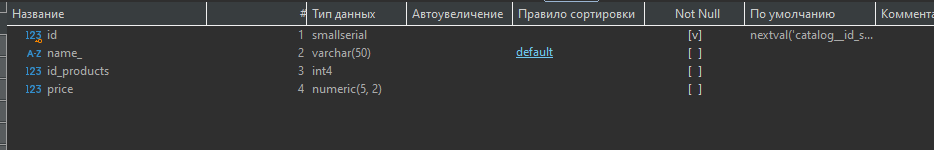 Название # Тип данных Автоувеличение Правило сортировки Not Null По умолчанию Коммента
123 id 1 smallserial [v] nextval('catalog__id_s...
A-Z name_ 2 varchar(50) default [ ]
123 id_products 3 int4 [ ]
123 price 4 numeric(5, 2) [ ]